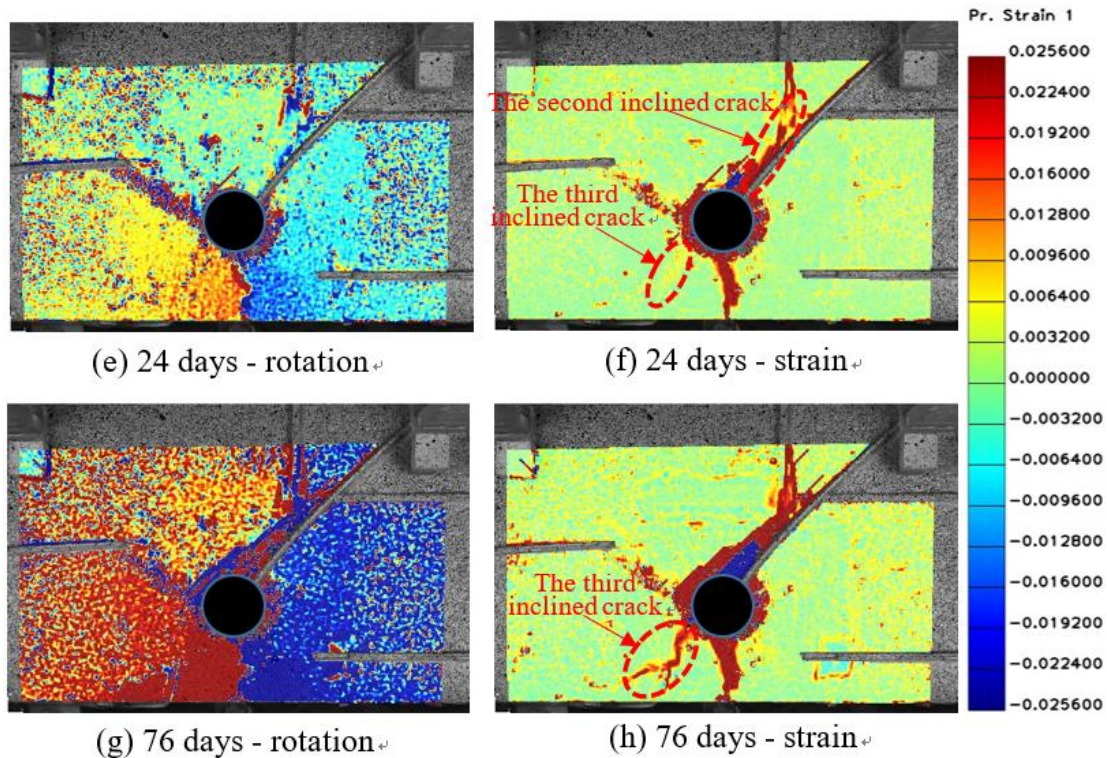 Pr. Strain 1
0.025600
0.022400
0.019200
0.016000
0.012800
0.009600
0.006400
0.003200
0.000000
-0.003200
-0.006400
-0.009600
-0.012800
-0.016000
-0.019200
-0.022400
-0.025600
The second inclined crack
The third
inclined crack
(e) 24 days - rotation
(f) 24 days - strain
The third
inclined crack
(g) 76 days - rotation
(h) 76 days - strain